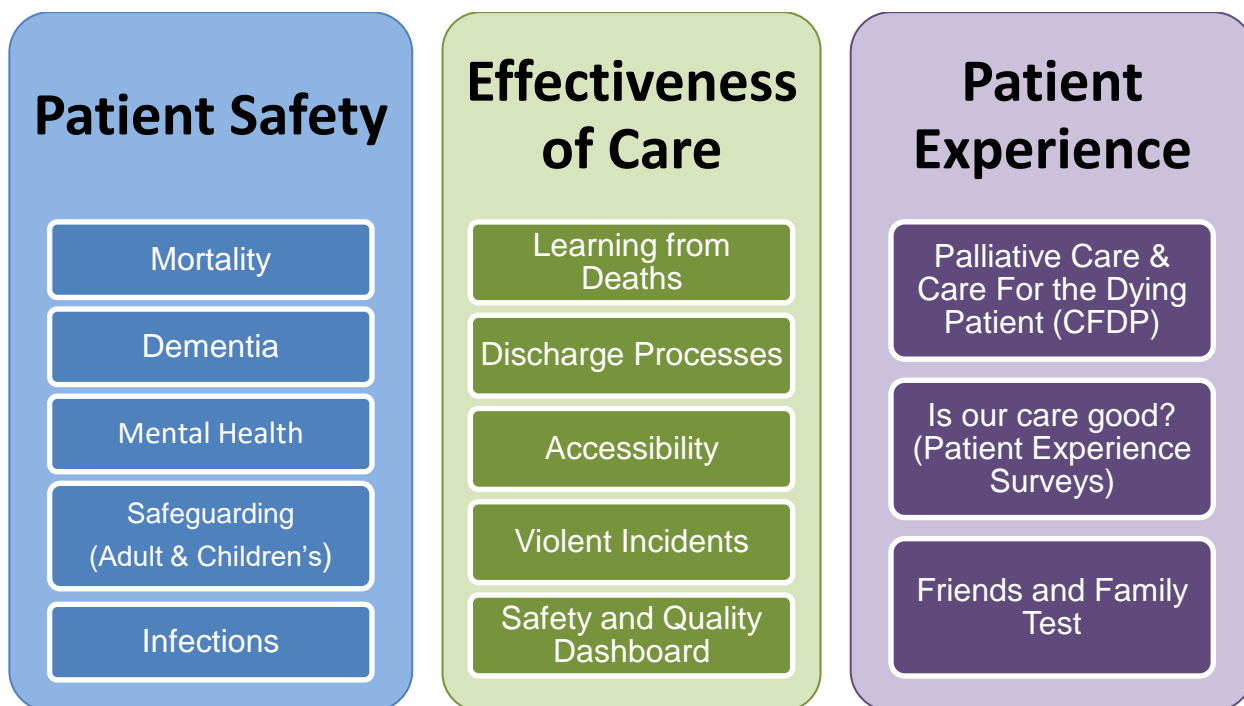 Patient Safety
Mortality
Dementia
Mental Health
Safeguarding
(Adult & Children's)
Infections
Effectiveness
of Care
Learning from
Deaths
Discharge Processes
Accessibility
Violent Incidents
Safety and Quality
Dashboard
Patient
Experience
Palliative Care &
Care For the Dying
Patient (CFDP)
Is our care good?
(Patient Experience
Surveys)
Friends and Family
Test